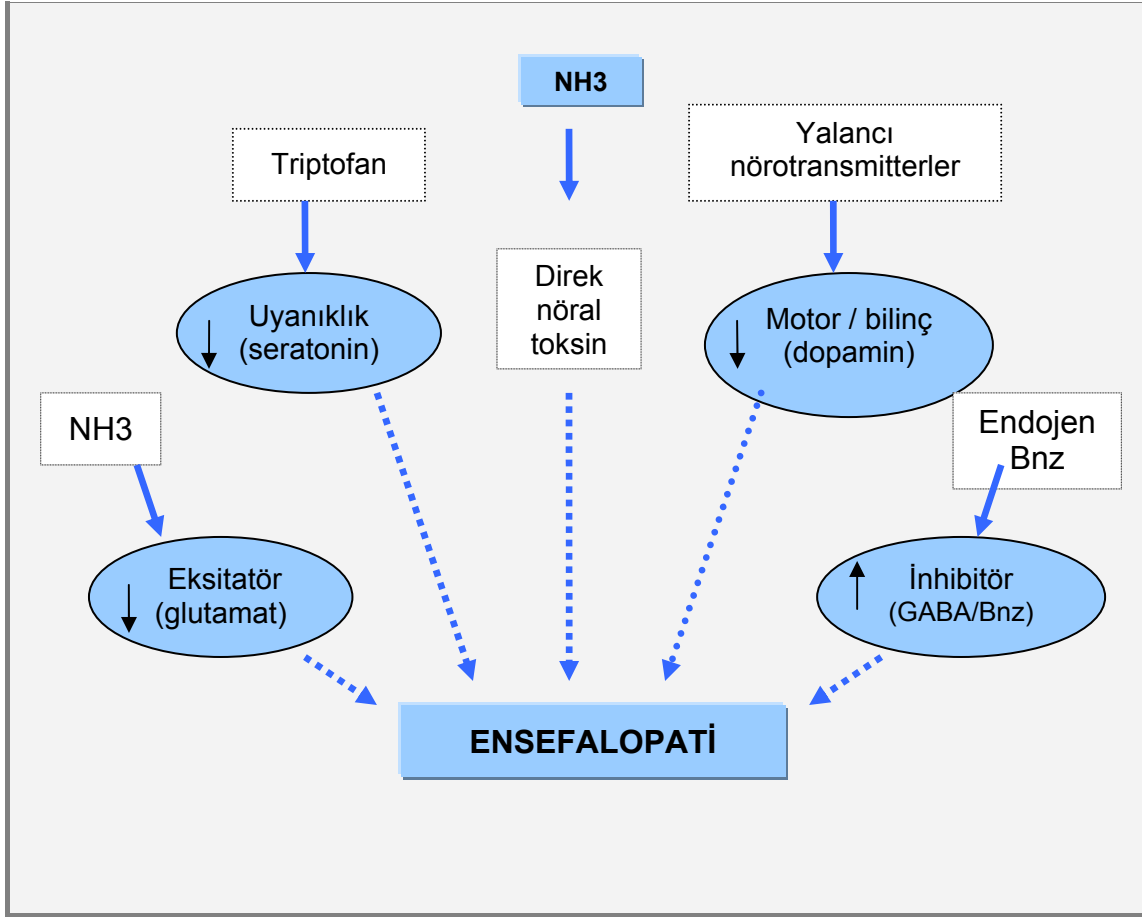 NH3
Triptofan
Yalancı
nörotransmitterler
Uyanıklık
(seratonin)
Direk
nöral
toksin
Motor / bilinç
(dopamin)
NH3
Endojen
Bnz
Eksitatör
(glutamat)
İnhibitör
(GABA/Bnz)
ENSEFALOPATİ